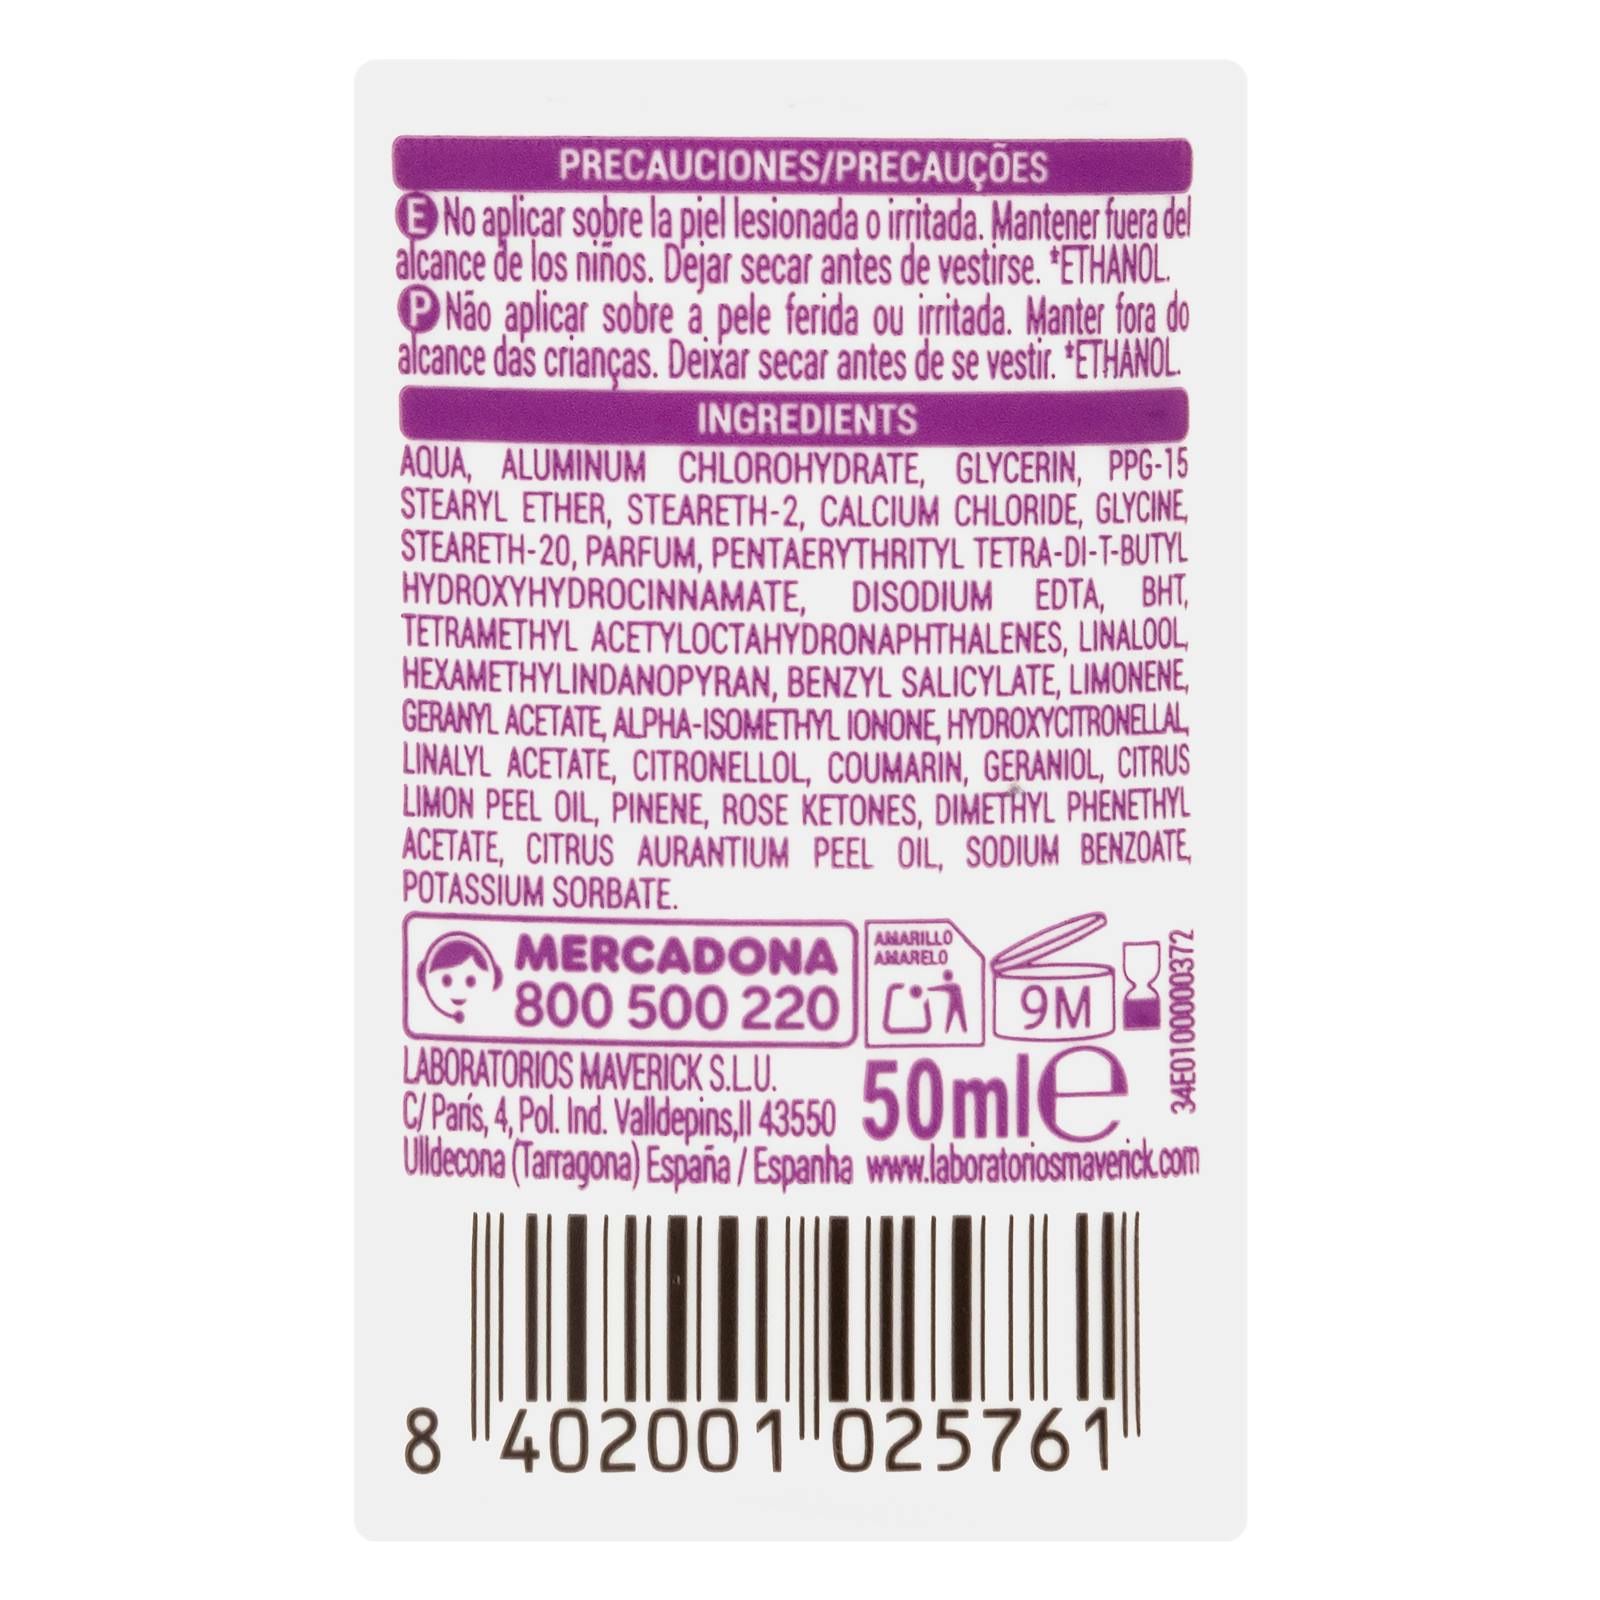 PRECAUCIONES/PRECAUÇÕES
E No aplicar sobre la piel lesionada o irritada. Mantener fuera del
alcance de los niños. Dejar secar antes de vestirse. *ETHANOL.
P Não aplicar sobre a pele ferida ou irritada. Manter fora do
alcance das crianças. Deixar secar antes de se vestir. *ETHANOL.
INGREDIENTS
AQUA, ALUMINUM CHLOROHYDRATE, GLYCERIN, PPG-15
STEARYL ETHER, STEARETH-2, CALCIUM CHLORIDE, GLYCINE,
STEARETH-20, PARFUM, PENTAERYTHRITYL TETRA-DI-T-BUTYL
HYDROXYHYDROCINNAMATE, DISODIUM EDTA, BHT,
TETRAMETHYL ACETYLOCTAHYDRONAPHTHALENES, LINALOOL,
HEXAMETHYLINDANOPYRAN, BENZYL SALICYLATE, LIMONENE,
GERANYL ACETATE, ALPHA-ISOMETHYL IONONE, HYDROXYCITRONELLAL,
LINALYL ACETATE, CITRONELLOL, COUMARIN, GERANIOL, CITRUS
LIMON PEEL OIL, PINENE, ROSE KETONES, DIMETHYL PHENETHYL
ACETATE, CITRUS AURANTIUM PEEL OIL, SODIUM BENZOATE,
POTASSIUM SORBATE.
MERCADONA
800 500 220
AMARILLO
AMARELO
9M
34E0100000372
LABORATORIOS MAVERICK S.L.U.
C/ París, 4, Pol. Ind. Valldepins,II 43550
Ulldecona (Tarragona) España / Espanha
50ml e
www.laboratoriosmaverick.com
8 402001 025761